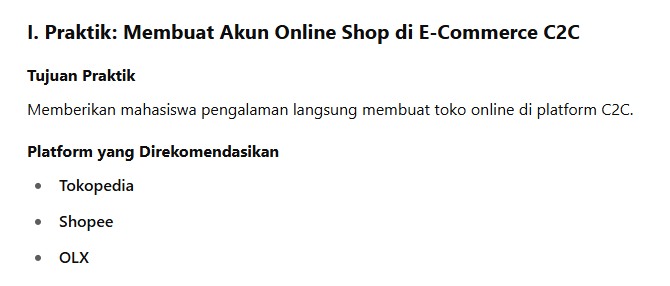 I. Praktik: Membuat Akun Online Shop di E-Commerce C2C
Tujuan Praktik
Memberikan mahasiswa pengalaman langsung membuat toko online di platform C2C.
Platform yang Direkomendasikan
• Tokopedia
• Shopee
• OLX